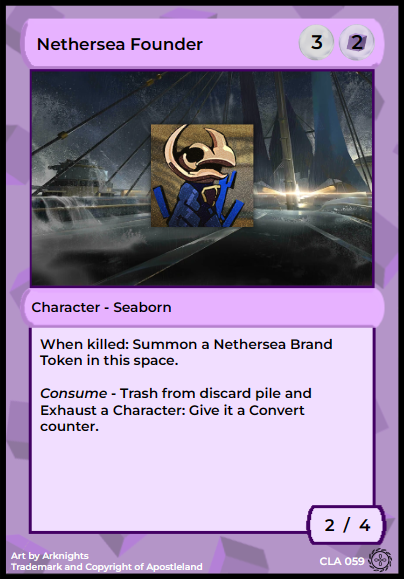 Nethersea Founder 3 2
Character - Seaborn
When killed: Summon a Nethersea Brand
Token in this space.
Consume - Trash from discard pile and
Exhaust a Character: Give it a Convert
counter.
2 / 4
Art by Arknights
Trademark and Copyright of Apostleland
CLA 059